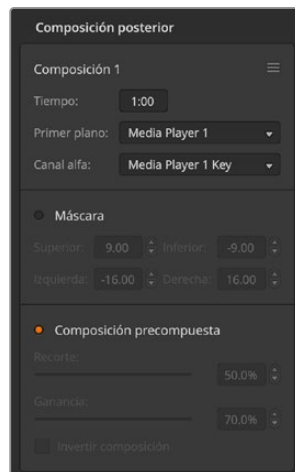 Composición posterior
Composición 1
Tiempo: 1:00
Primer plano: Media Player 1
Canal alfa: Media Player 1 Key
Máscara
Superior: 9.00 Inferior: -9.00
Izquierda: -16.00 Derecha: 16.00
Composición precompuesta
Recorte:
50.0%
Ganancia:
70.0%
Invertir composición